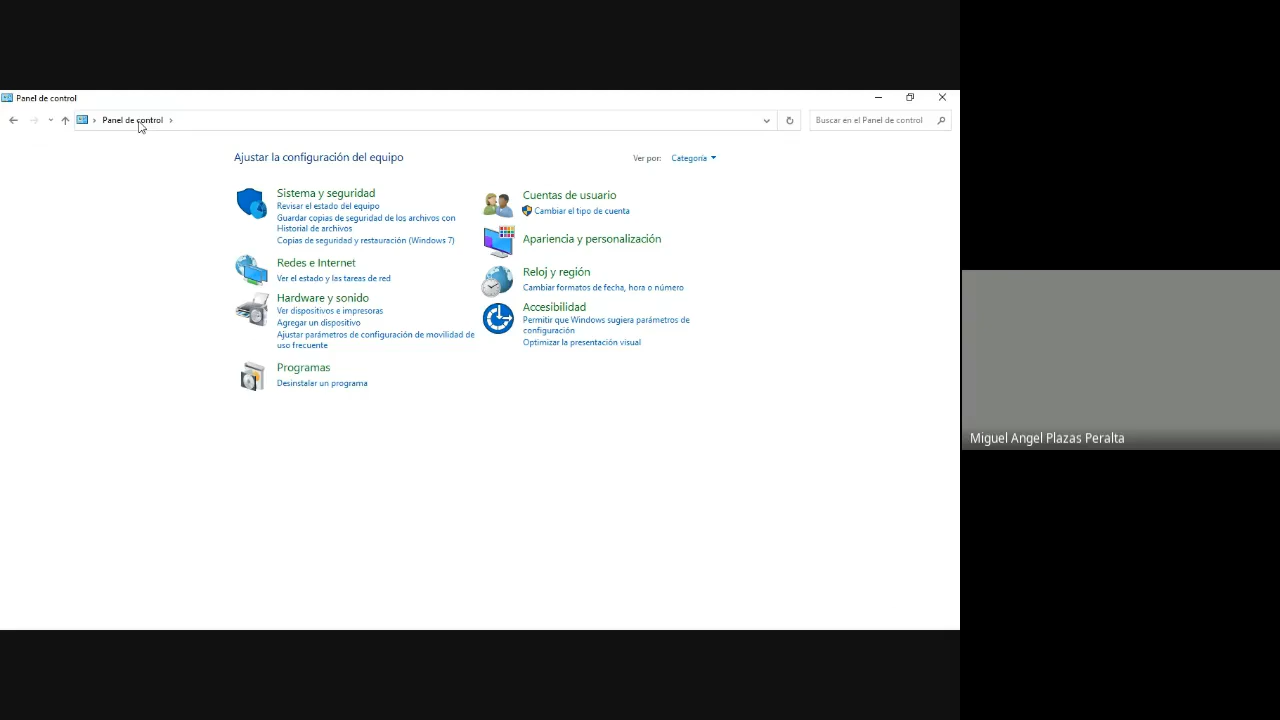 Panel de control
Panel de control
Buscar en el Panel de control
Ajustar la configuración del equipo
Ver por: Categoría
Sistema y seguridad
Revisar el estado del equipo
Guardar copias de seguridad de los archivos con
Historial de archivos
Copias de seguridad y restauración (Windows 7)
Redes e Internet
Ver el estado y las tareas de red
Hardware y sonido
Ver dispositivos e impresoras
Agregar un dispositivo
Ajustar parámetros de configuración de movilidad de
uso frecuente
Programas
Desinstalar un programa
Cuentas de usuario
Cambiar el tipo de cuenta
Apariencia y personalización
Reloj y región
Cambiar formatos de fecha, hora o número
Accesibilidad
Permitir que Windows sugiera parámetros de
configuración
Optimizar la presentación visual
Miguel Angel Plazas Peralta